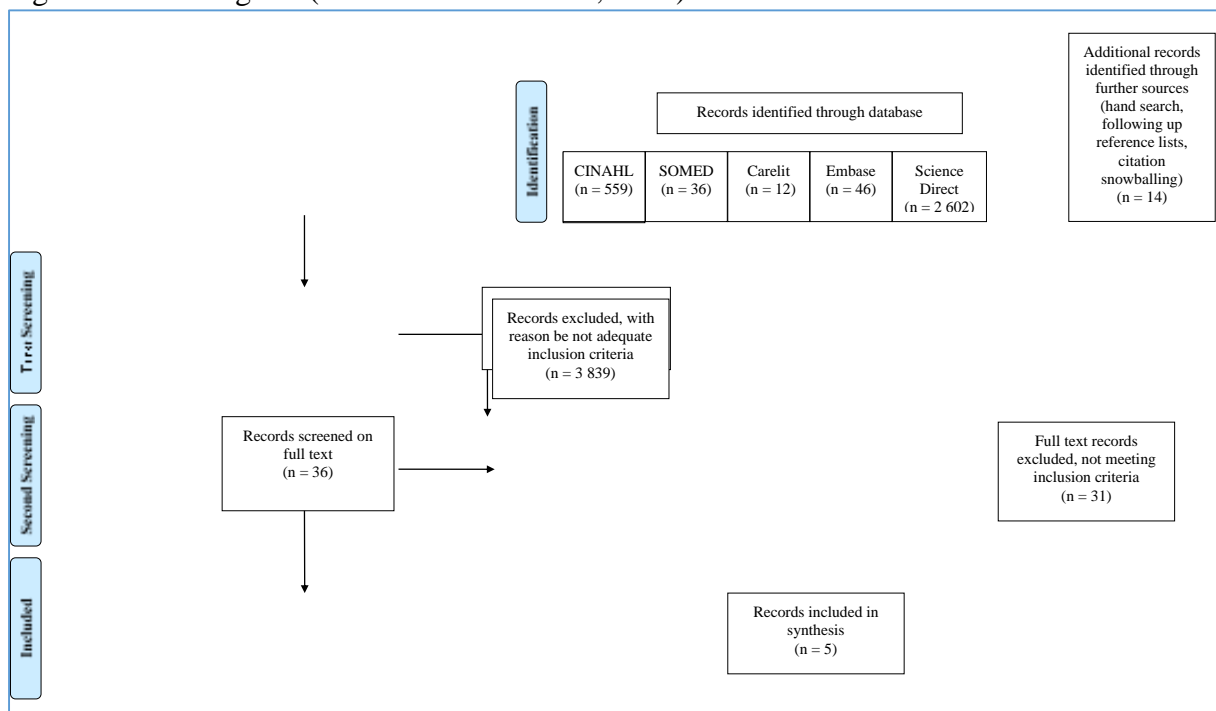 Additional records
identified through
further sources
(hand search,
following up
reference lists,
citation
snowballing)
(n = 14)
Identification
Records identified through database
CINAHL
(n = 559)
SOMED
(n = 36)
Carelit
(n = 12)
Embase
(n = 46)
Science
Direct
(n = 2 602)
First Screening
Records excluded, with
reason be not adequate
inclusion criteria
(n = 3 839)
Second Screening
Records screened on
full text
(n = 36)
Full text records
excluded, not meeting
inclusion criteria
(n = 31)
Included
Records included in
synthesis
(n = 5)